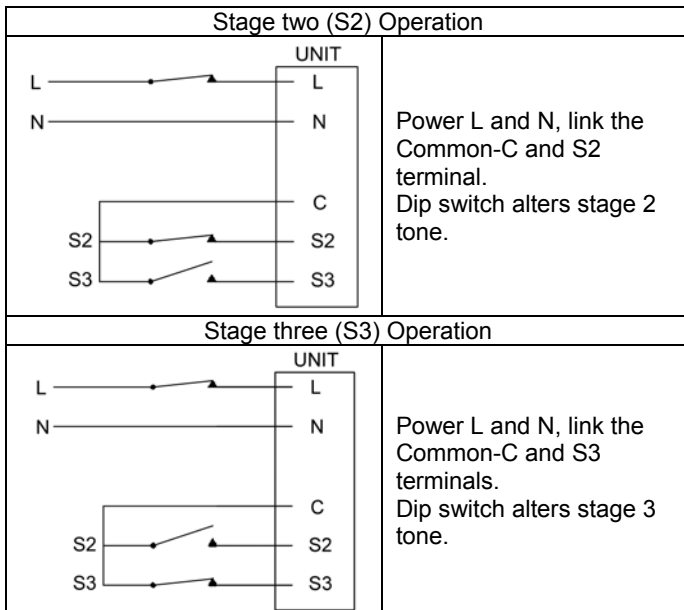 Stage two (S2) Operation
UNIT
L L
N N
C
S2 S2
S3 S3
Power L and N, link the
Common-C and S2
terminal.
Dip switch alters stage 2
tone.
Stage three (S3) Operation
UNIT
L L
N N
C
S2 S2
S3 S3
Power L and N, link the
Common-C and S3
terminals.
Dip switch alters stage 3
tone.